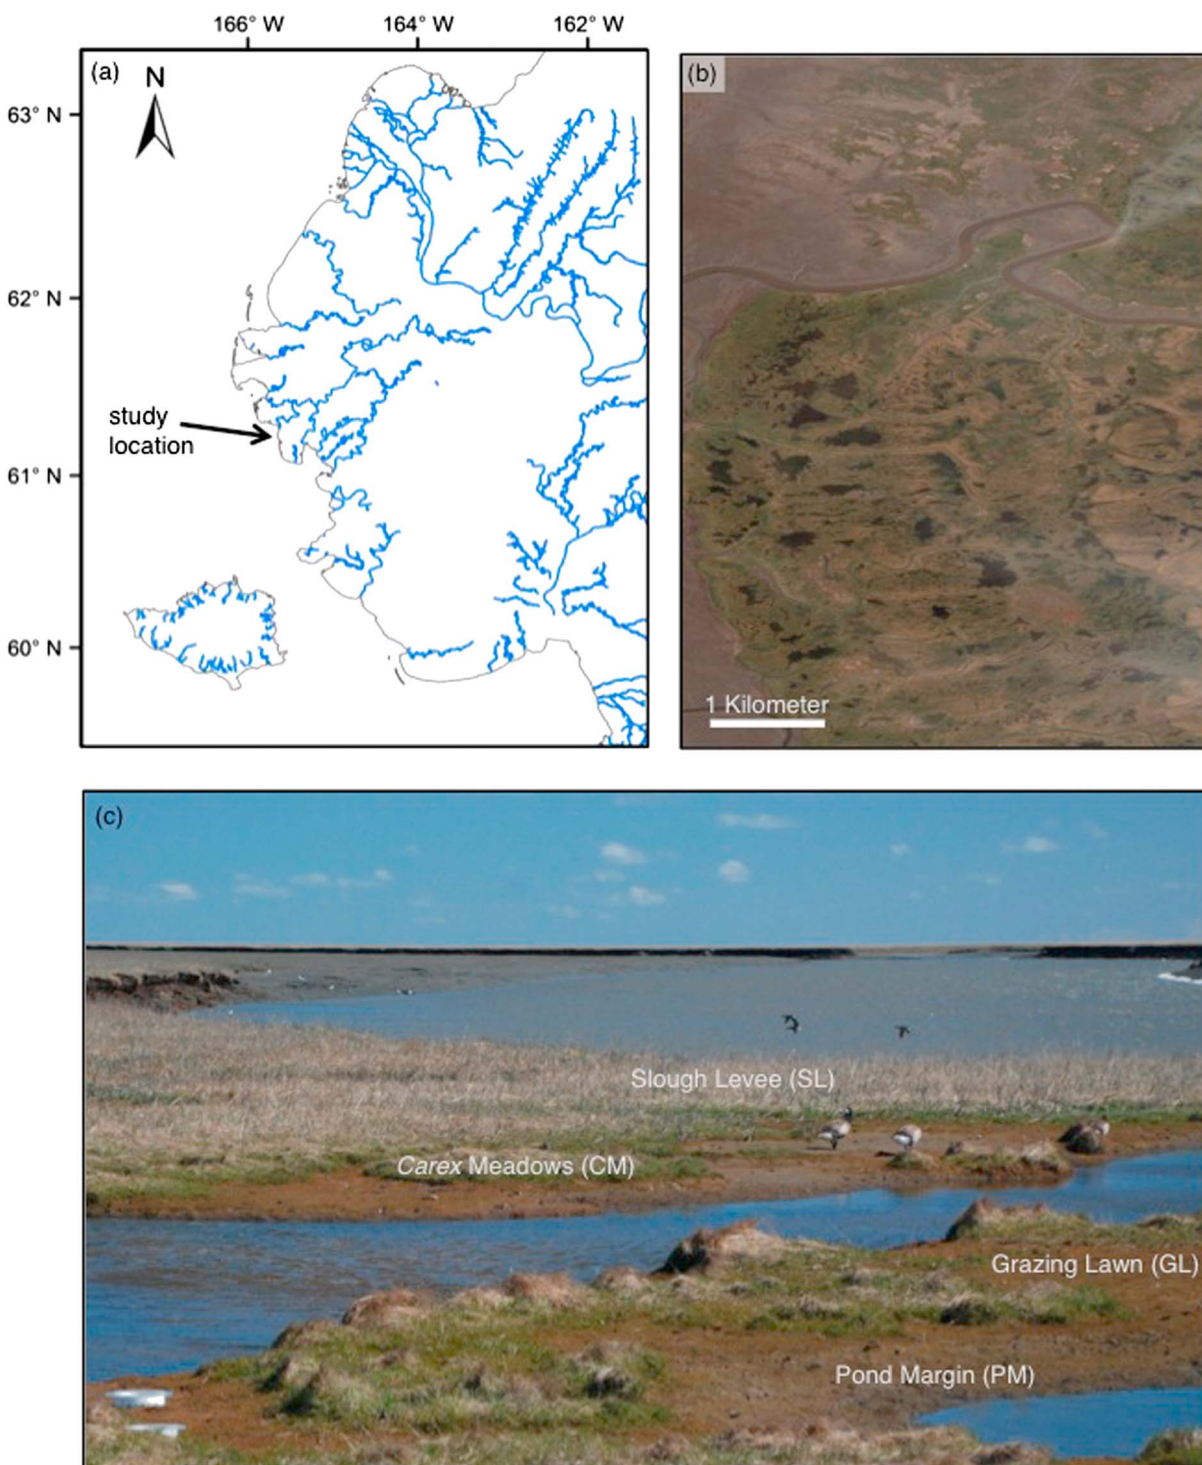 166° W 164° W 162° W
(a)
N
(b)
63° N
62° N
study
location
61° N
60° N
1 Kilometer
(c)
Slough Levee (SL)
Carex Meadows (CM)
Grazing Lawn (GL)
Pond Margin (PM)